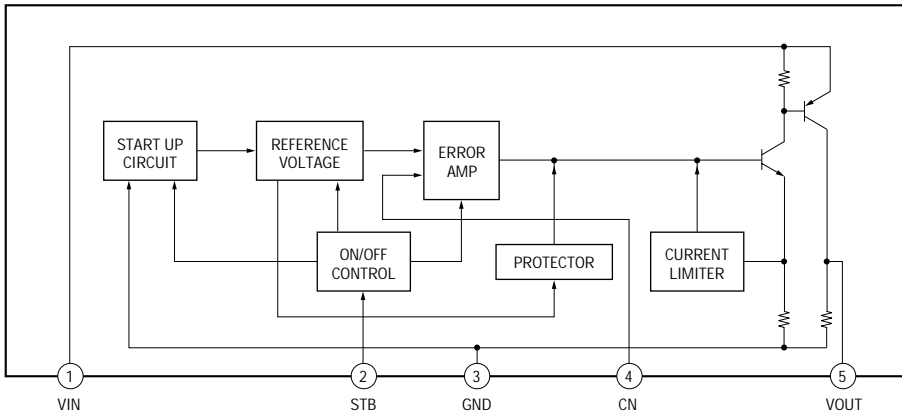 START UP
CIRCUIT
REFERENCE
VOLTAGE
ERROR
AMP
ON/OFF
CONTROL
PROTECTOR
CURRENT
LIMITER
1
2
3
4
5
VIN
STB
GND
CN
VOUT